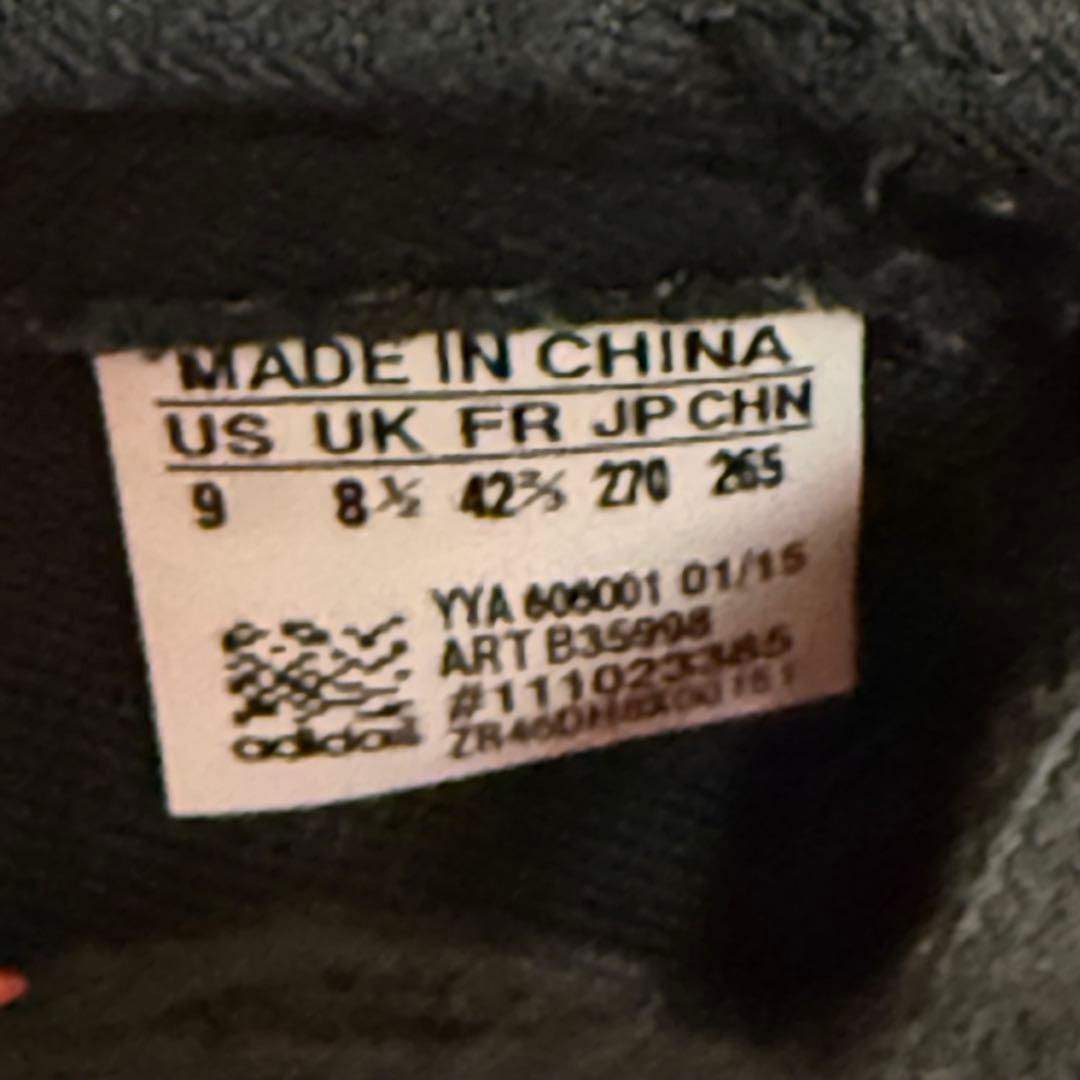 MADE IN CHINA
US UK FR JP CHN
9 8½ 42⅔ 270 265
YYA 606001 01/15
ART
adidas